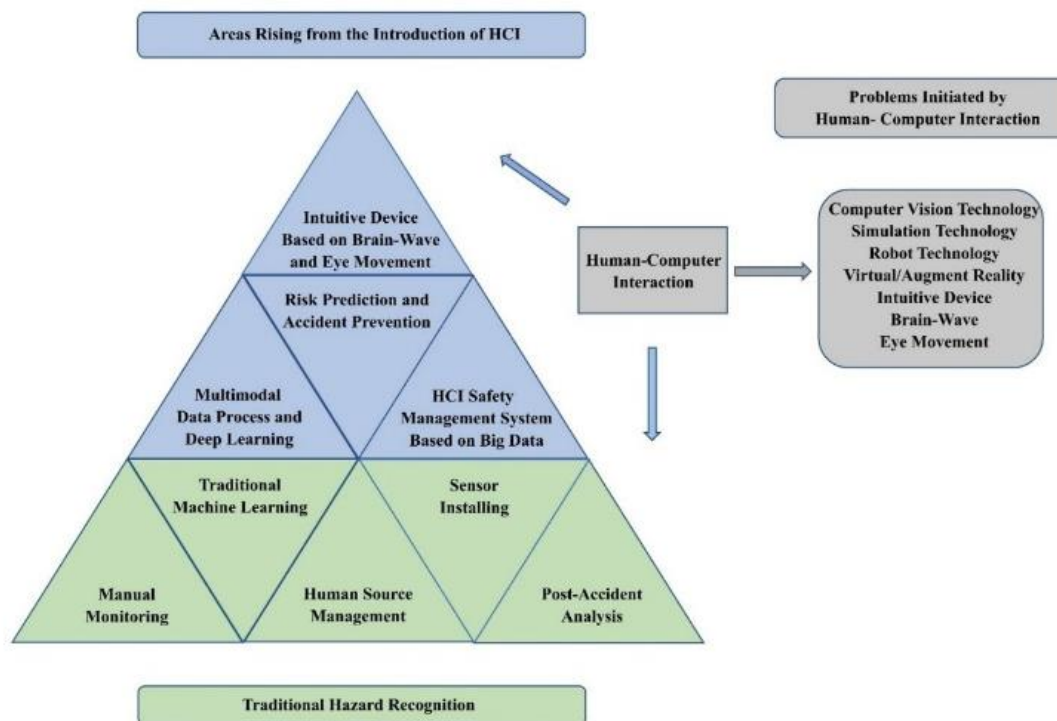 Areas Rising from the Introduction of HCI
Problems Initiated by
Human- Computer Interaction
Intuitive Device
Based on Brain-Wave
and Eye Movement
Risk Prediction and
Accident Prevention
Multimodal
Data Process and
Deep Learning
HCI Safety
Management System
Based on Big Data
Human-Computer
Interaction
Computer Vision Technology
Simulation Technology
Robot Technology
Virtual/Augment Reality
Intuitive Device
Brain-Wave
Eye Movement
Traditional
Machine Learning
Sensor
Installing
Manual
Monitoring
Human Source
Management
Post-Accident
Analysis
Traditional Hazard Recognition